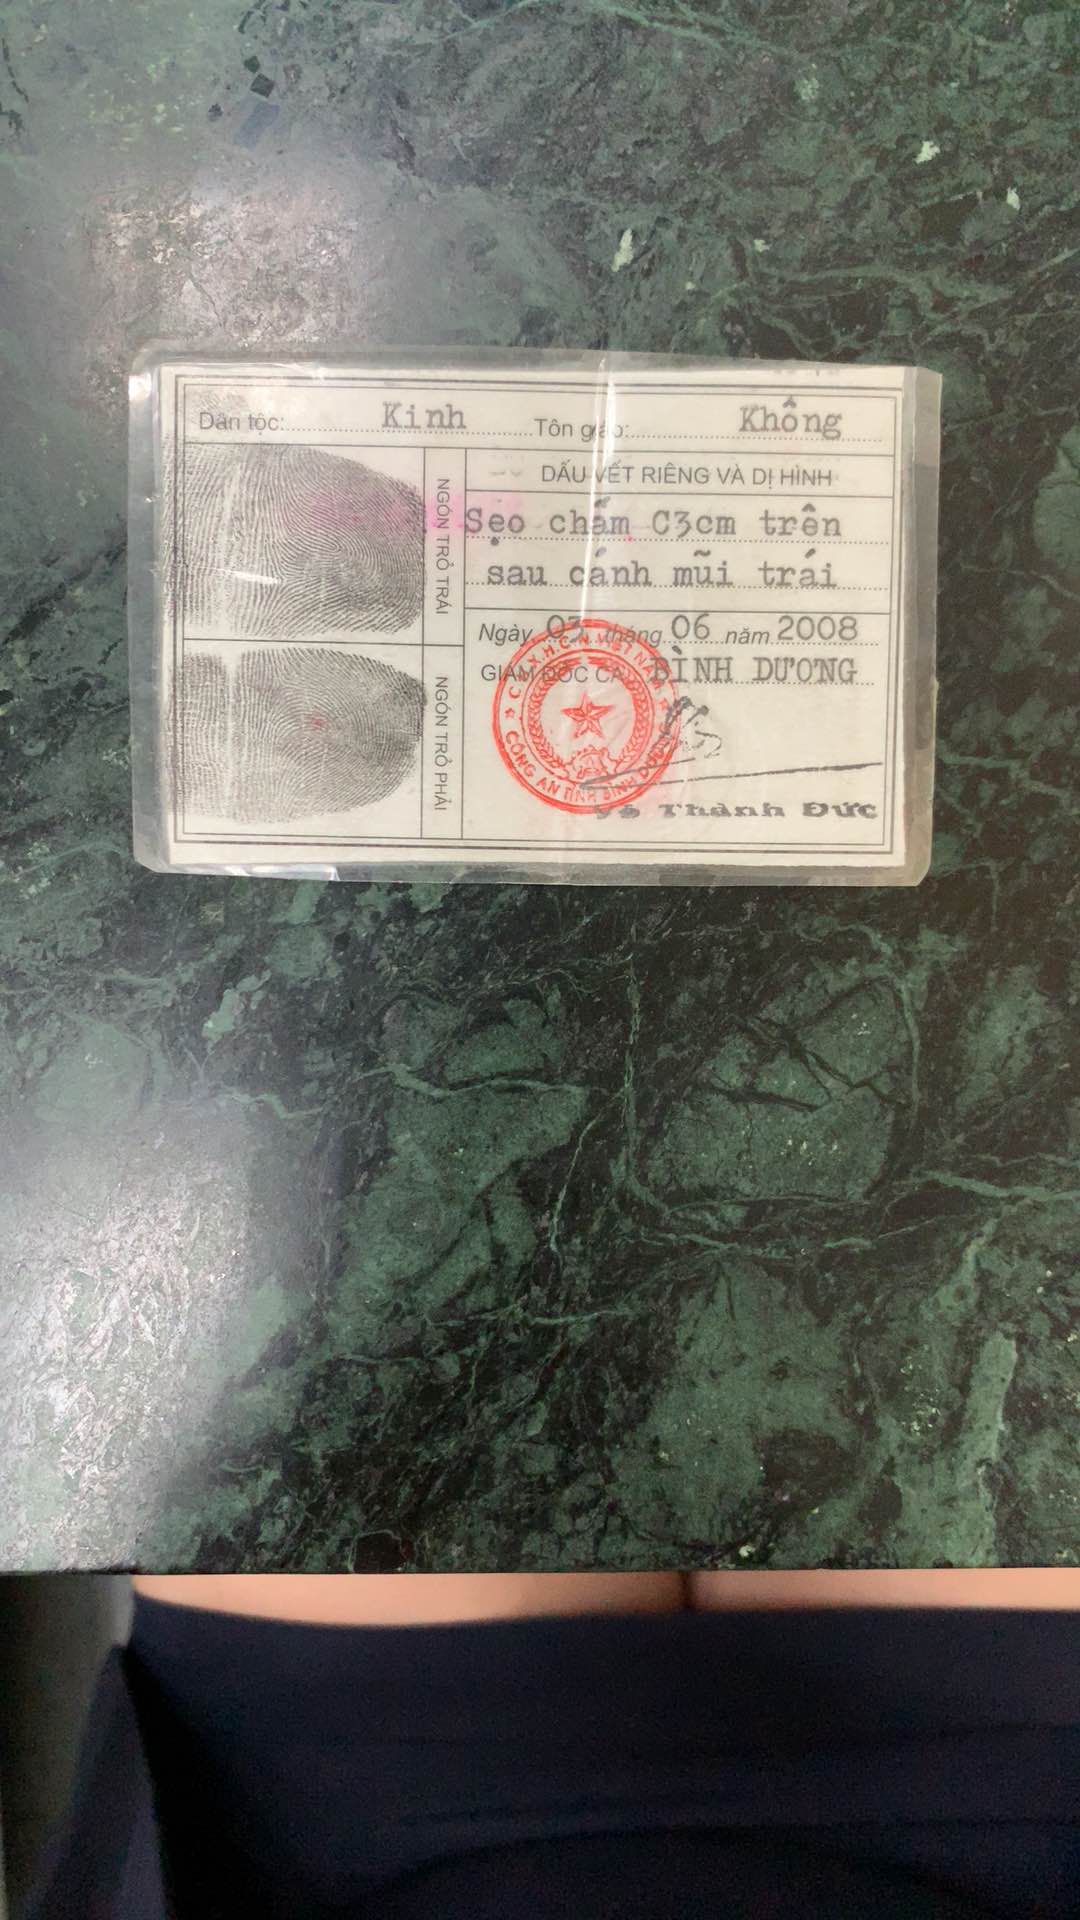 Dân tộc: Kinh Tôn giáo: Không
DẤU VẾT RIÊNG VÀ DỊ HÌNH
NGÓN TRỎ TRÁI
Sẹo chấm C3cm trên
sau cánh mũi trái
Ngày 03 tháng 06 năm 2008
GIÁM ĐỐC CA BÌNH DƯƠNG
NGÓN TRỎ PHẢI
C.H.X.H.C.N VIỆT NAM
CÔNG AN TỈNH BÌNH DƯƠNG
Thành Đức